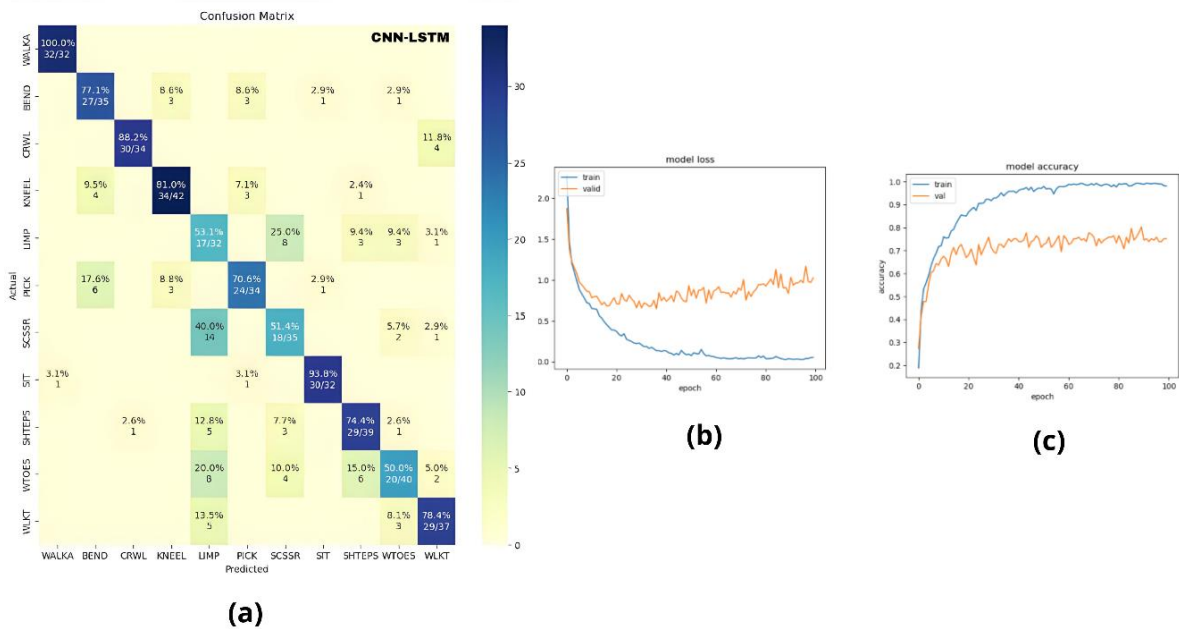 Confusion Matrix
CNN-LSTM
WALKA 100.0%
32/32
BEND 77.1% 8.6% 8.6% 2.9% 2.9%
27/35 3 3 1 1
CRWL 88.2% 11.8%
30/34 4
KNEEL 9.5% 81.0% 7.1% 2.4%
4 34/42 3 1
LIMP 53.1% 25.0% 9.4% 9.4% 3.1%
17/32 8 3 3 1
Actual
PICK 17.6% 8.8% 70.6% 2.9%
6 3 24/34 1
SCSSR 40.0% 51.4% 5.7% 2.9%
14 18/35 2 1
SIT 3.1% 3.1% 93.8%
1 1 30/32
SHTEPS 2.6% 12.8% 7.7% 74.4% 2.6%
1 5 3 29/39 1
WTOES 20.0% 10.0% 15.0% 50.0% 5.0%
8 4 6 20/40 2
WLKT 13.5% 8.1% 78.4%
5 3 29/37
WALKA BEND CRWL KNEEL LIMP PICK SCSSR SIT SHTEPS WTOES WLKT
Predicted
30
25
20
15
10
5
0
(a)
model loss
train
valid
2.0
1.5
1.0
0.5
0.0
0 20 40 60 80 100
epoch
(b)
model accuracy
train
val
1.0
0.9
0.8
0.7
0.6
0.5
0.4
0.3
0.2
accuracy
0 20 40 60 80 100
epoch
(c)